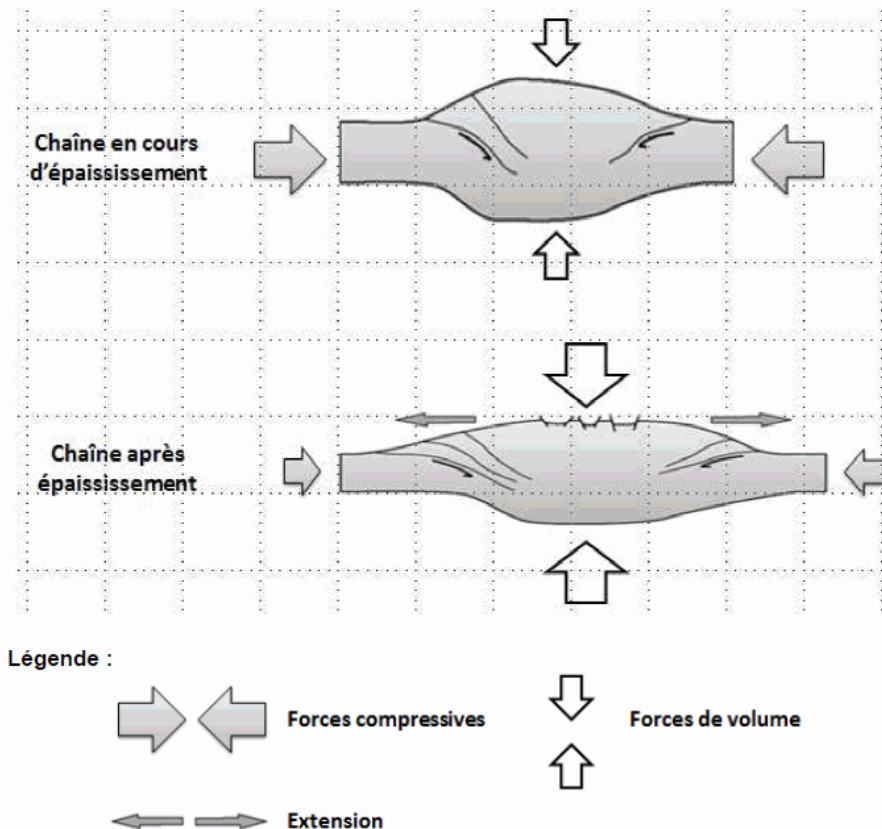 Chaîne en cours
d'épaississement
Chaîne après
épaississement
Légende :
Forces compressives
Forces de volume
Extension